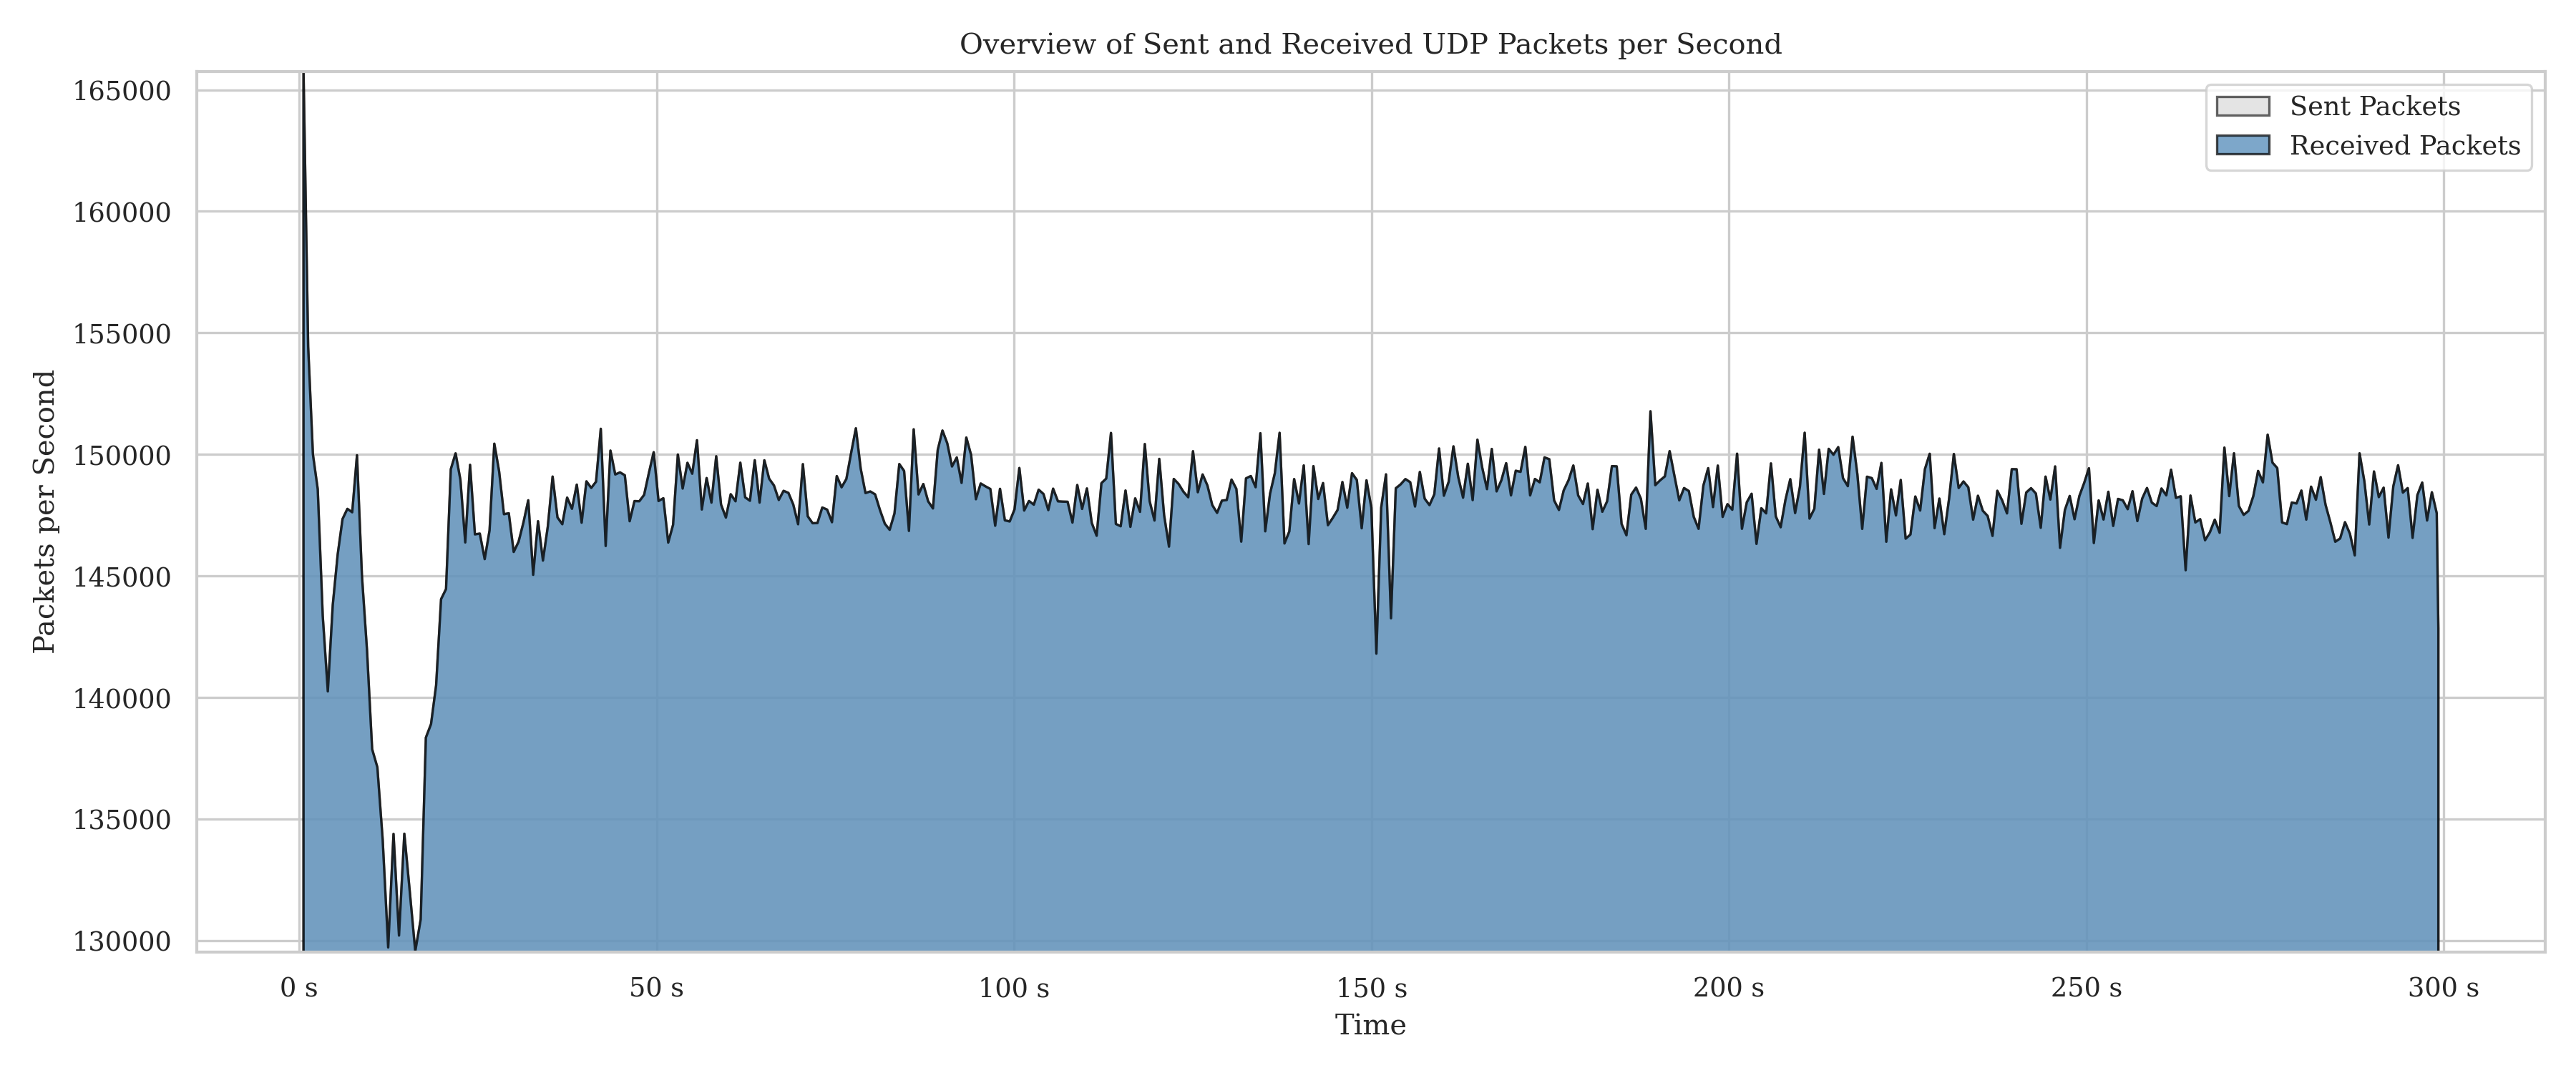 Overview of Sent and Received UDP Packets per Second
165000
160000
155000
150000
145000
140000
135000
130000
Packets per Second
Sent Packets
Received Packets
0 s
50 s
100 s
150 s
200 s
250 s
300 s
Time